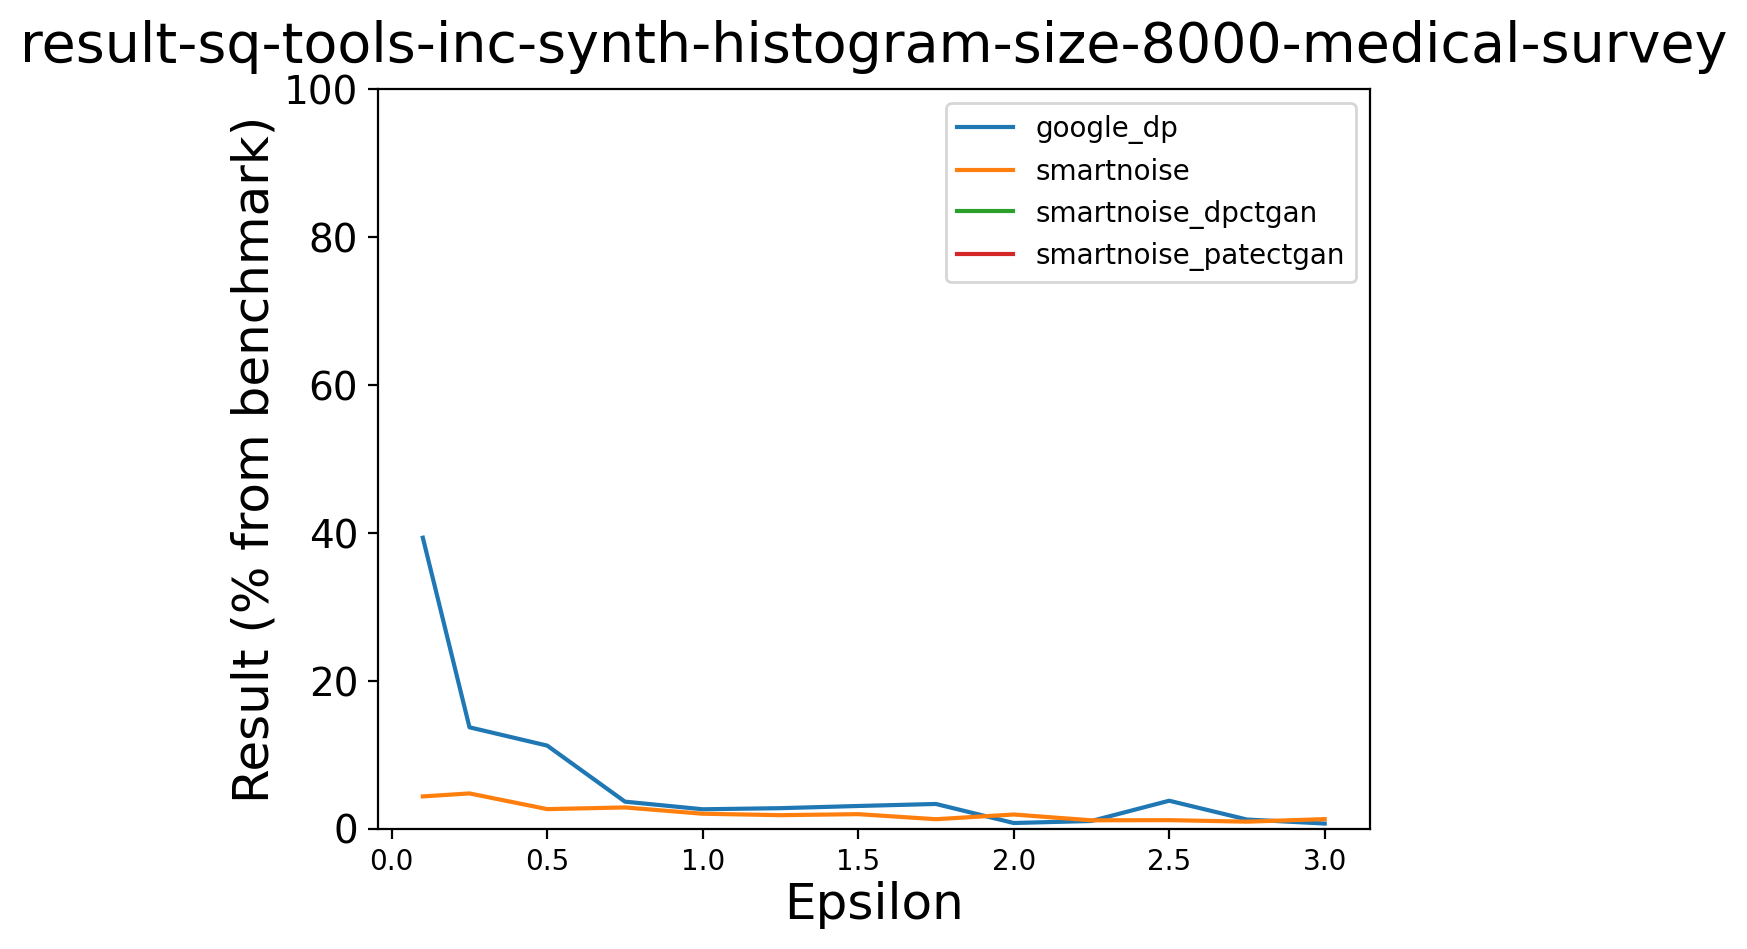 result-sq-tools-inc-synth-histogram-size-8000-medical-survey
100
80
60
40
20
0
Result (% from benchmark)
google_dp
smartnoise
smartnoise_dpctgan
smartnoise_patectgan
0.0 0.5 1.0 1.5 2.0 2.5 3.0
Epsilon